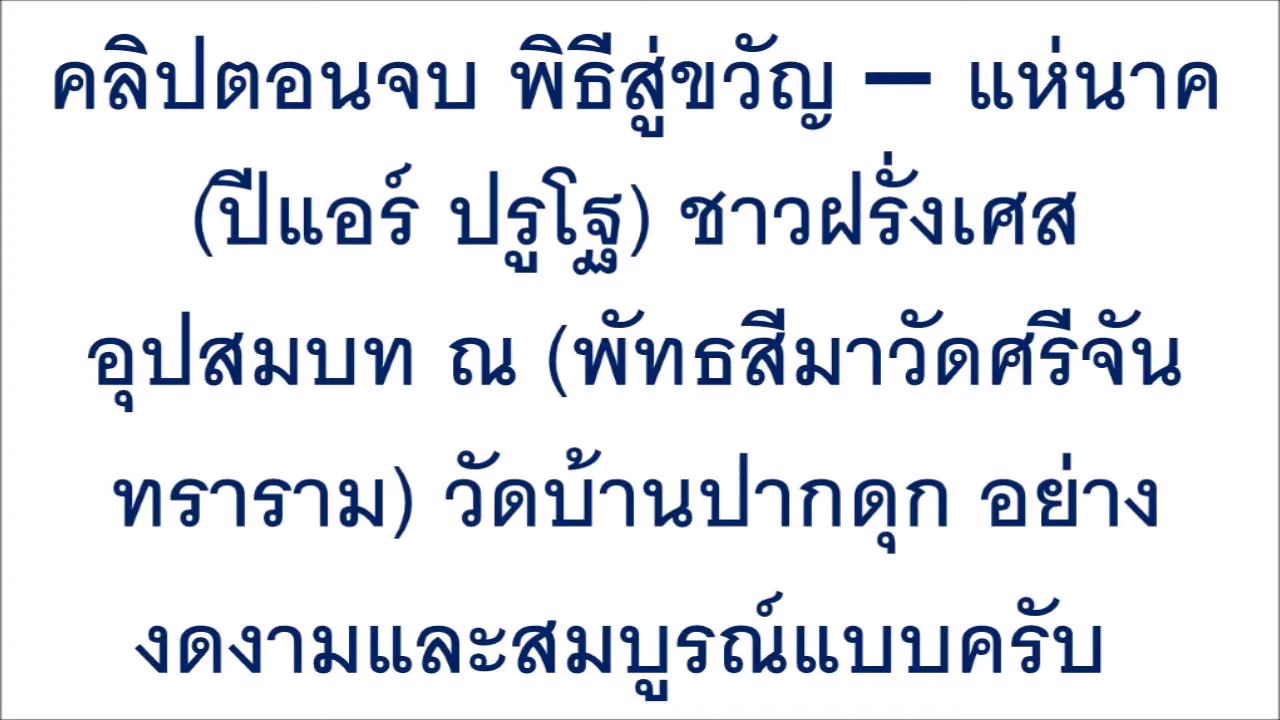 คลิปตอนจบ พิธีสู่ขวัญ – แห่นาค
(ปีแอร์ ปรูโฐ) ชาวฝรั่งเศส
อุปสมบท ณ (พัทธสีมาวัดศรีจัน
ทราราม) วัดบ้านปากดุก อย่าง
งดงามและสมบูรณ์แบบครับ